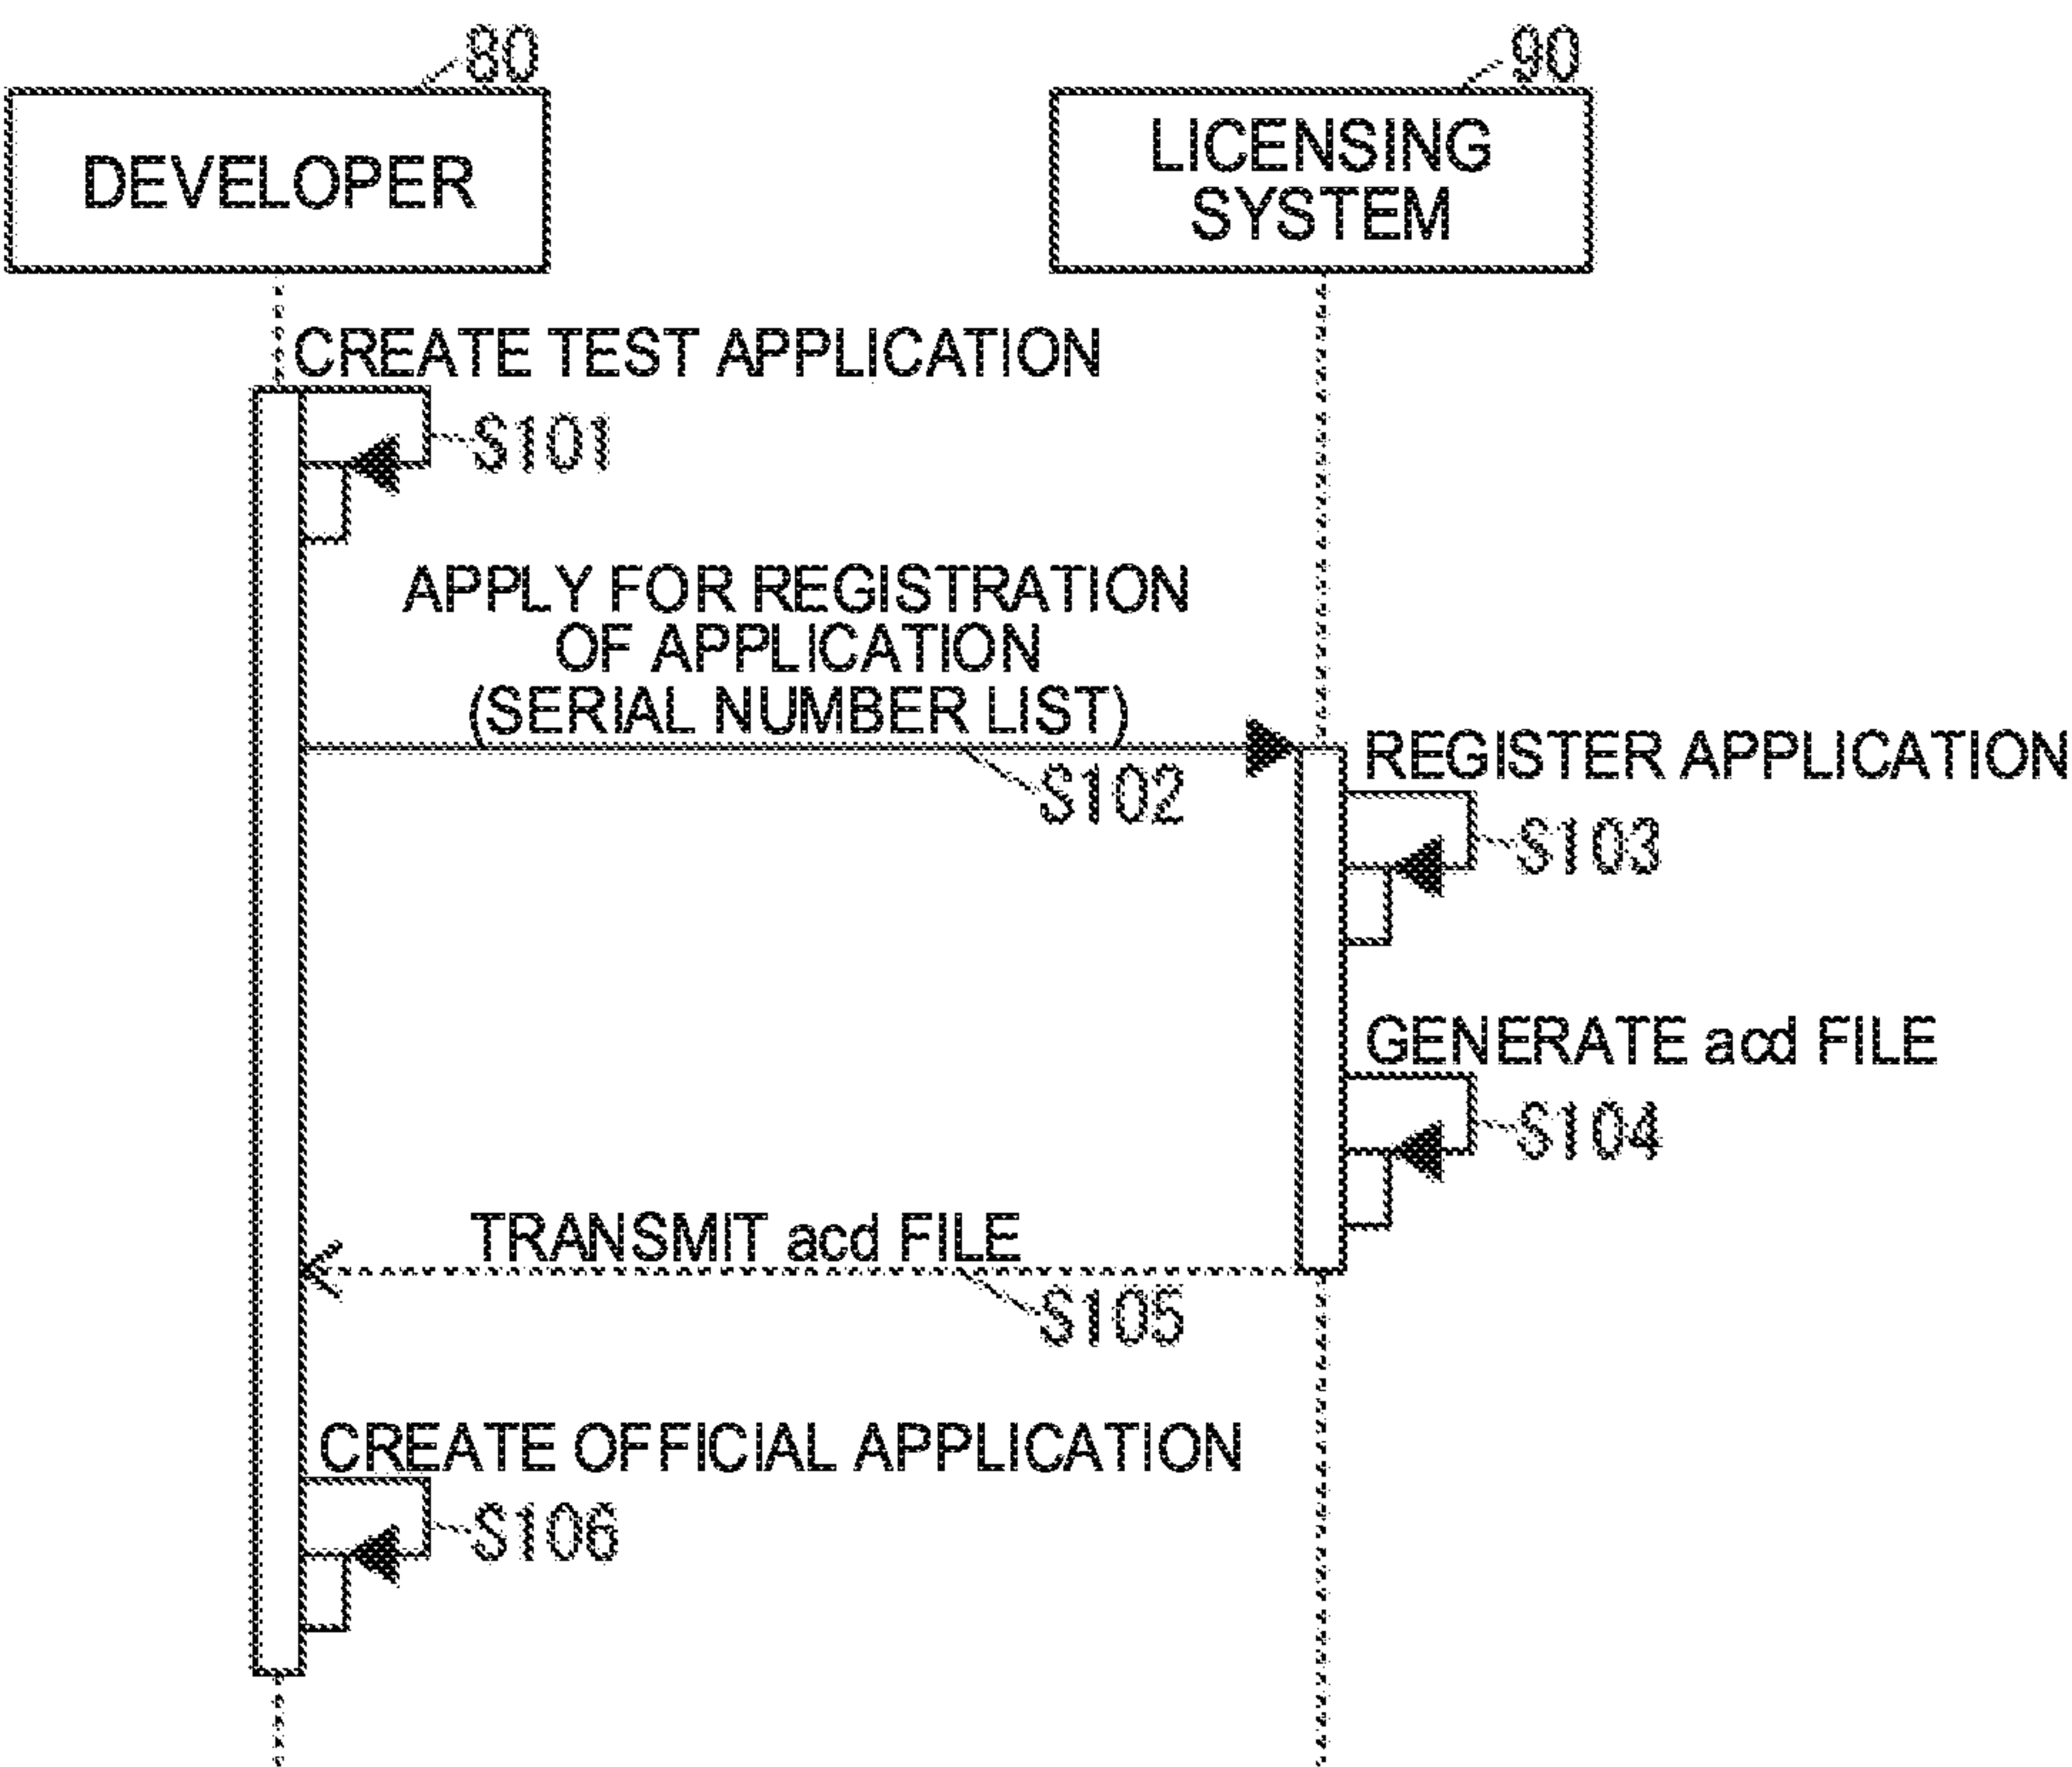 80
90
DEVELOPER
LICENSING
SYSTEM
CREATE TEST APPLICATION
S101
APPLY FOR REGISTRATION
OF APPLICATION
(SERIAL NUMBER LIST)
S102
REGISTER APPLICATION
S103
GENERATE acd FILE
S104
TRANSMIT acd FILE
S105
CREATE OFFICIAL APPLICATION
S106